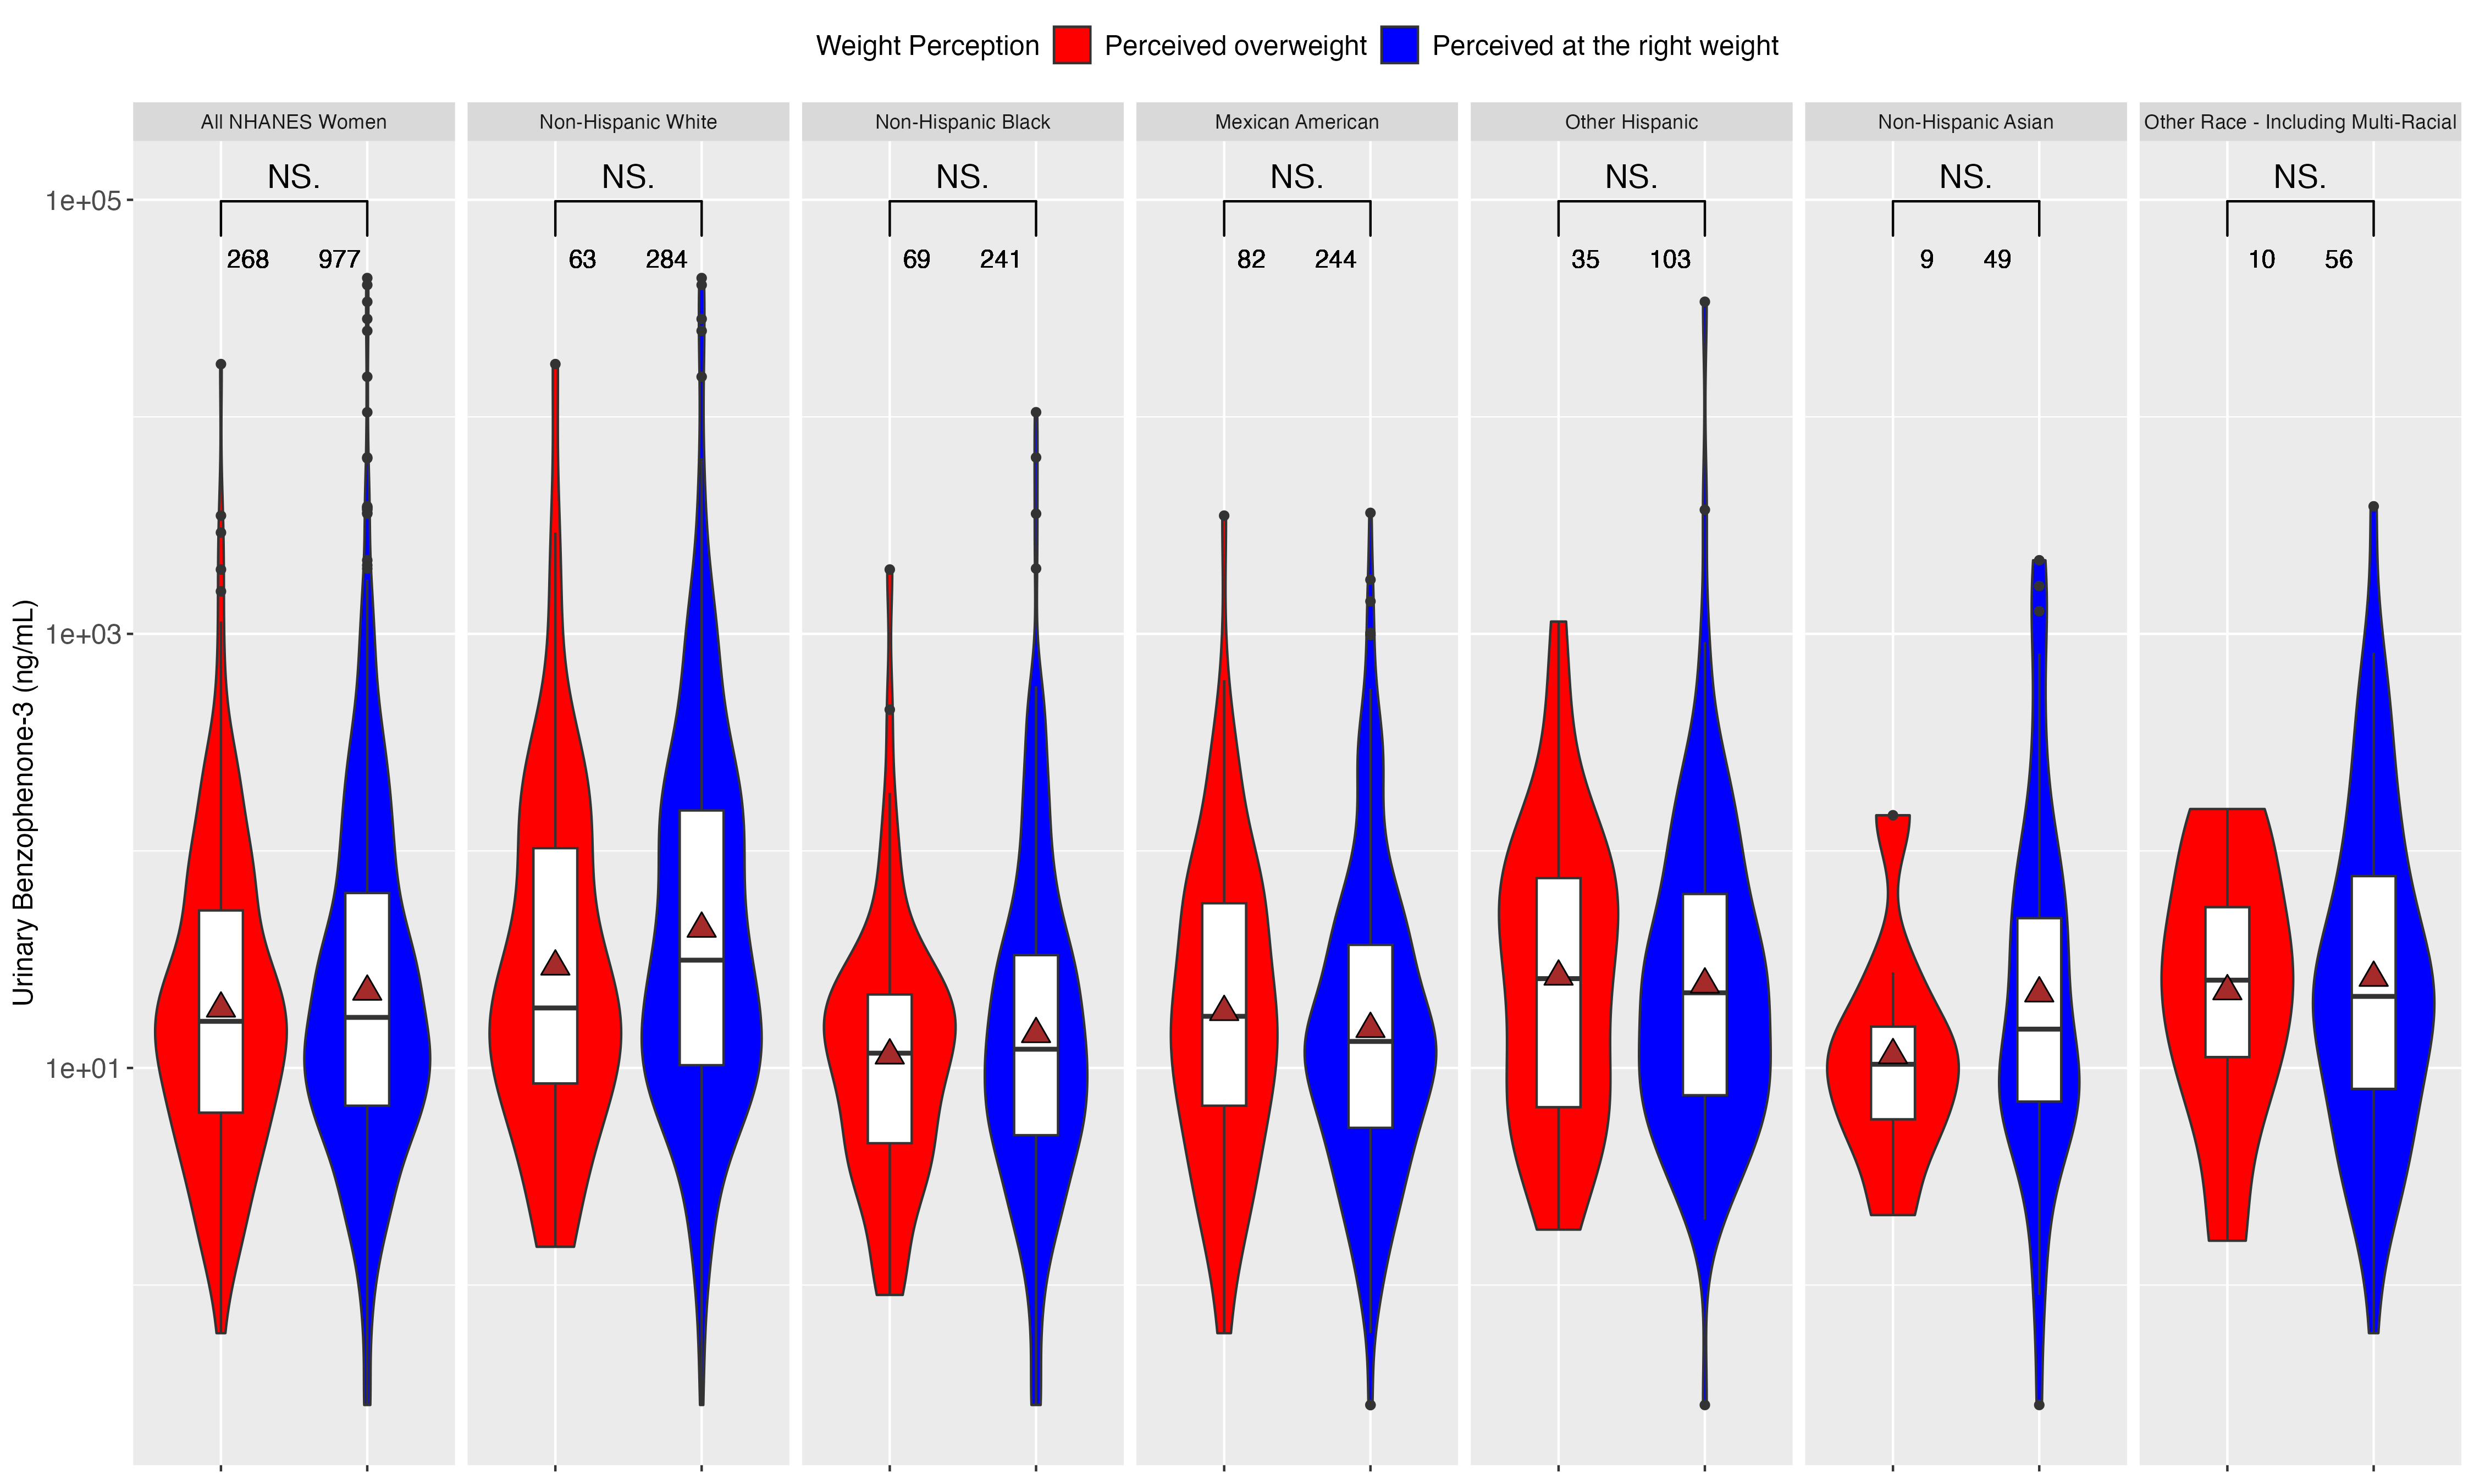 Weight Perception Perceived overweight Perceived at the right weight
All NHANES Women Non-Hispanic White Non-Hispanic Black Mexican American Other Hispanic Non-Hispanic Asian Other Race - Including Multi-Racial
NS. NS. NS. NS. NS. NS. NS.
1e+05
268 977 63 284 69 241 82 244 35 103 9 49 10 56
1e+03
1e+01
Urinary Benzophenone-3 (ng/mL)